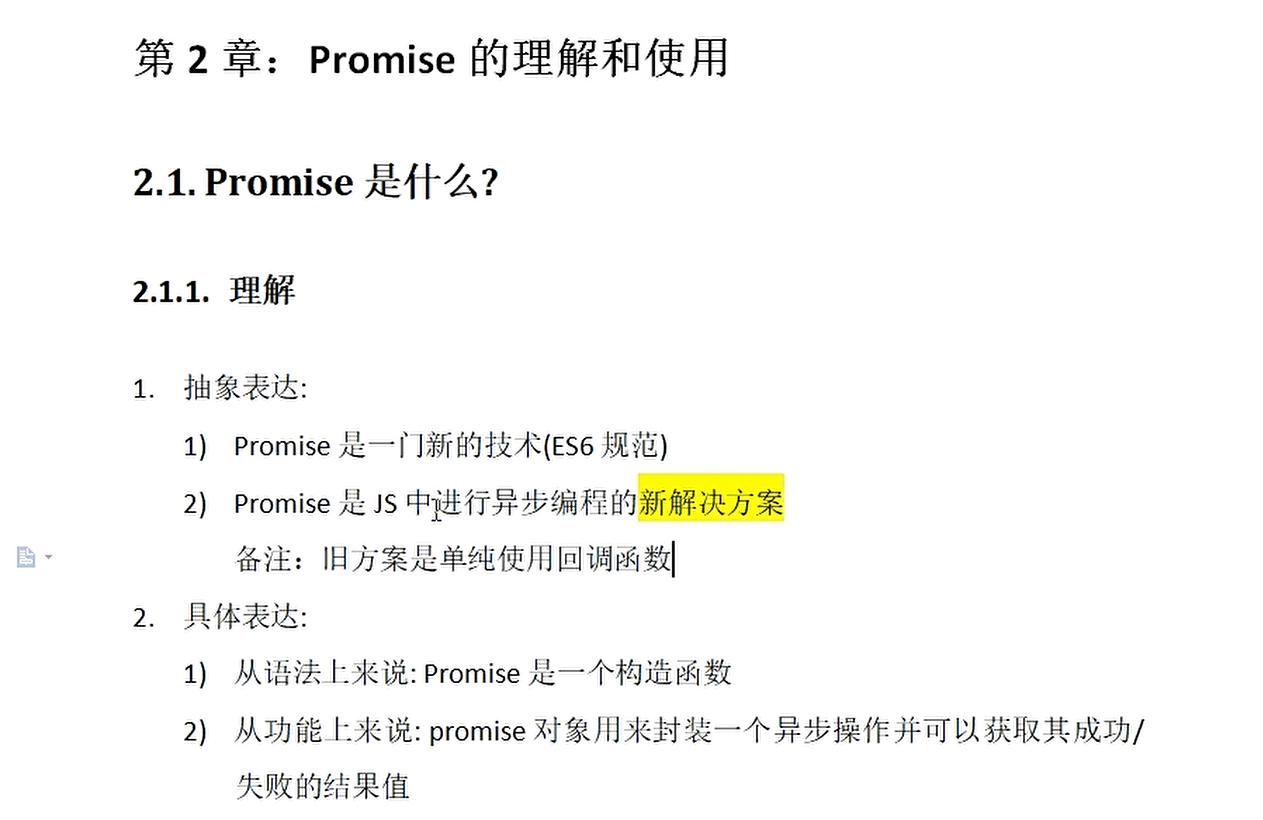 第 2 章：Promise 的理解和使用
2.1. Promise 是什么?
2.1.1. 理解
1. 抽象表达:
1) Promise 是一门新的技术(ES6 规范)
2) Promise 是 JS 中进行异步编程的新解决方案
备注：旧方案是单纯使用回调函数
2. 具体表达:
1) 从语法上来说: Promise 是一个构造函数
2) 从功能上来说: promise 对象用来封装一个异步操作并可以获取其成功/
失败的结果值